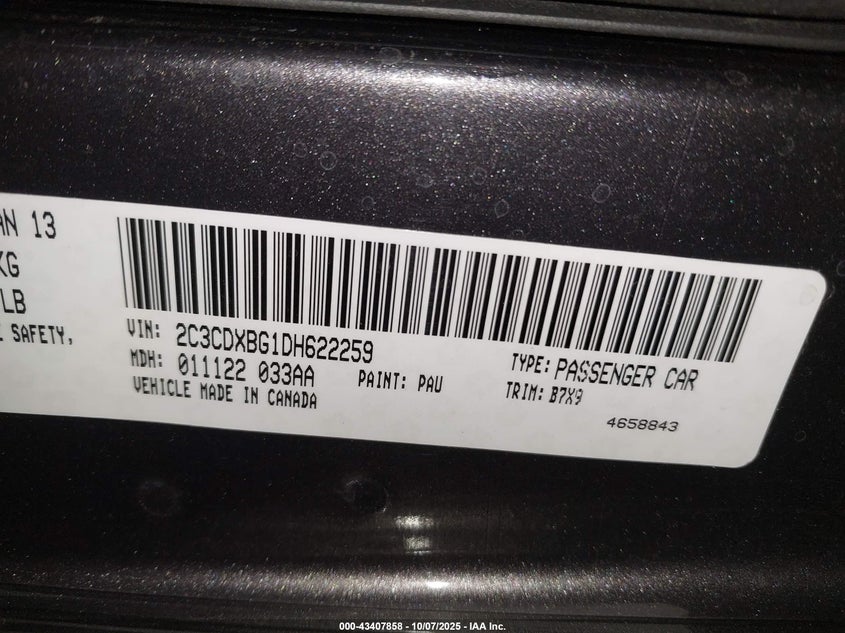 AN 13
KG
LB
SAFETY,
VIN: 2C3CDXBG1DH622259
MDH: 011122 033AA
PAINT: PAU
VEHICLE MADE IN CANADA
TYPE: PASSENGER CAR
TRIM: B7X9
4658843
000-43407858 - 10/07/2025 - IAA Inc.